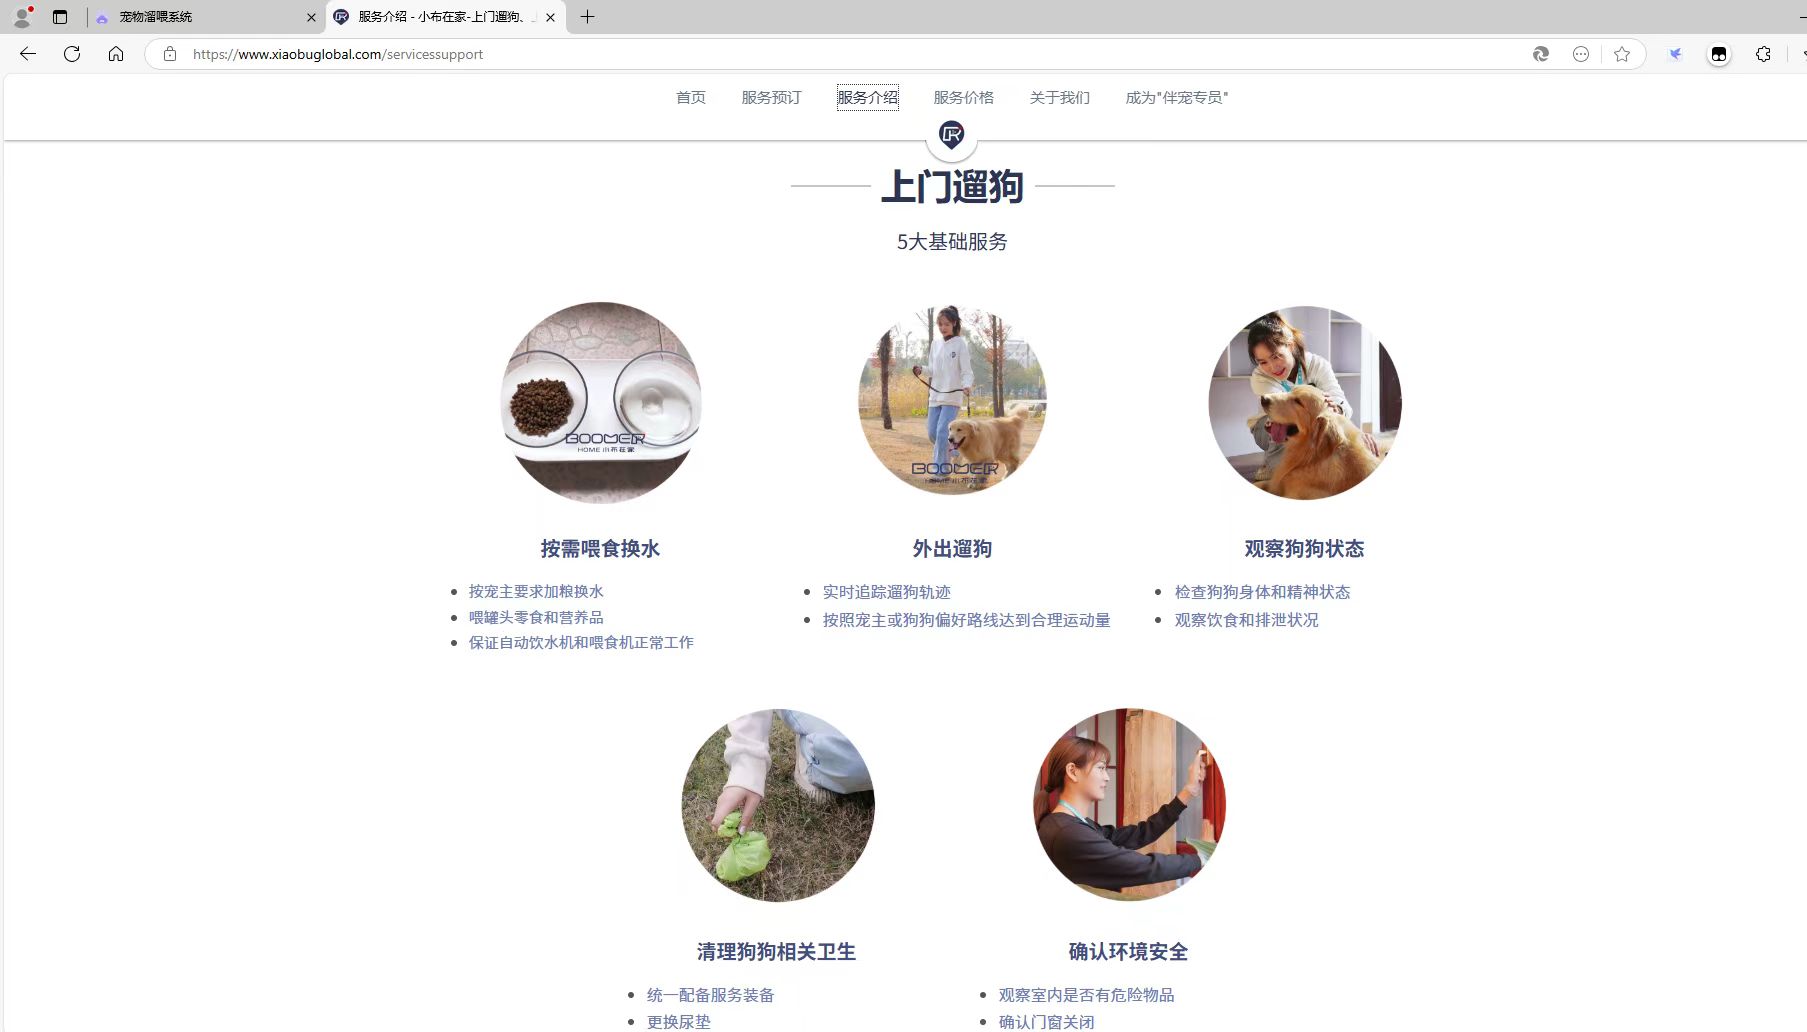 宠物溜喂系统
服务介绍 - 小布在家-上门遛狗、
https://www.xiaobuglobal.com/servicessupport
首页 服务预订 服务介绍 服务价格 关于我们 成为"伴宠专员"
上门遛狗
5大基础服务
BOOMER
HOME 小布在家
BOOMER
HOME 小布在家
按需喂食换水
按宠主要求加粮换水
喂罐头零食和营养品
保证自动饮水机和喂食机正常工作
外出遛狗
实时追踪遛狗轨迹
按照宠主或狗狗偏好路线达到合理运动量
观察狗狗状态
检查狗狗身体和精神状态
观察饮食和排泄状况
清理狗狗相关卫生
统一配备服务装备
更换尿垫
确认环境安全
观察室内是否有危险物品
确认门窗关闭